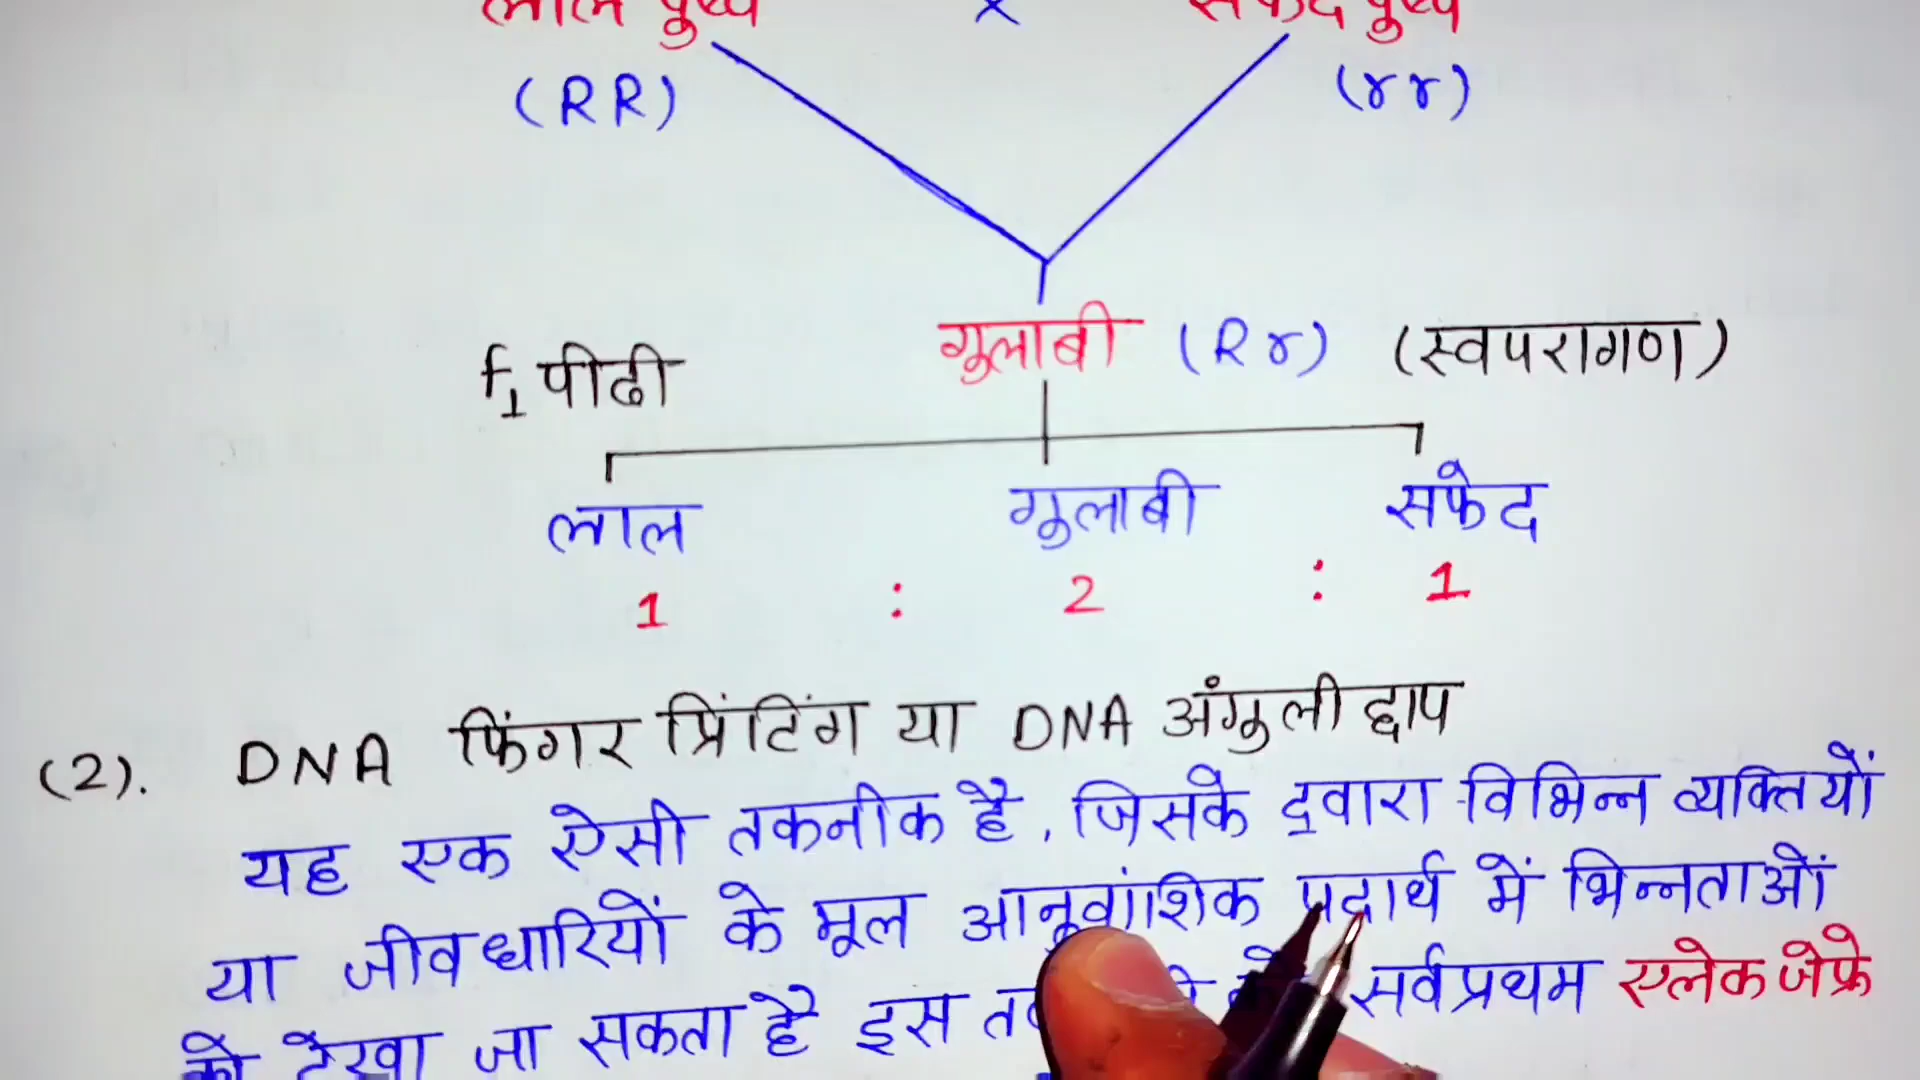 लाल पुष्प × सफेद पुष्प
(RR) (rr)
f1 पीढी गुलाबी (Rr) (स्वपरागण)
लाल गुलाबी सफेद
1 : 2 : 1
(2). DNA फिंगर प्रिंटिंग या DNA अंगुली छाप
यह एक ऐसी तकनीक है, जिसके द्वारा विभिन्न व्यक्तियों
या जीवधारियों के मूल आनुवांशिक पदार्थ में भिन्नताओं
को देखा जा सकता है इस सर्वप्रथम एलेक जेफ्रे